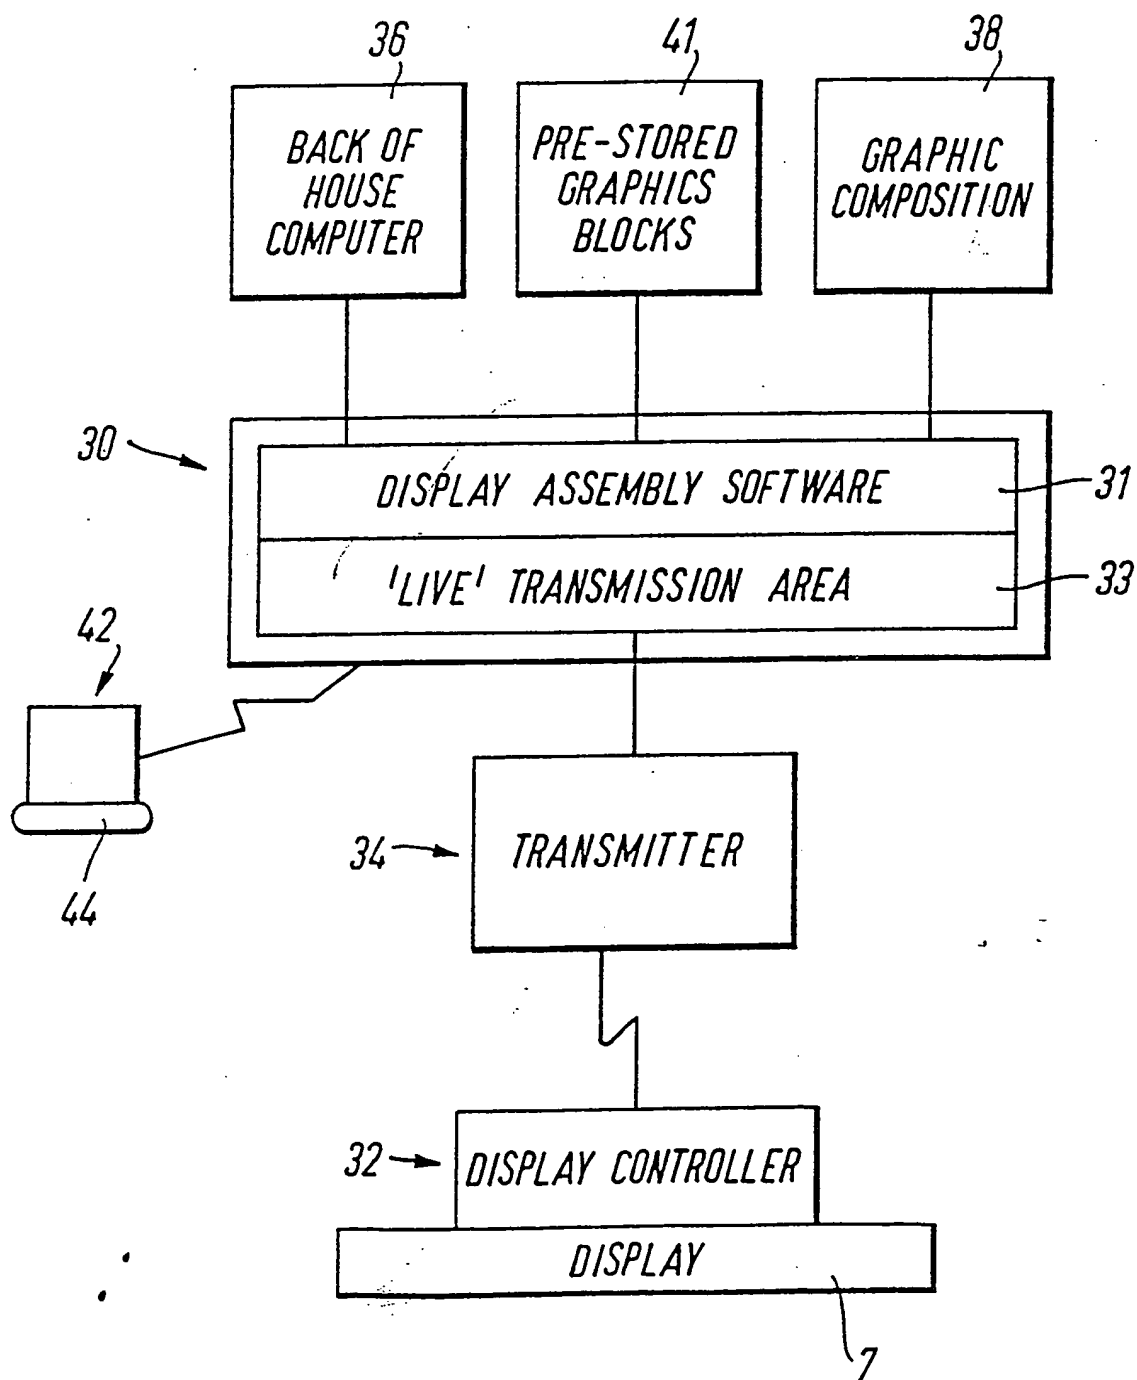 36
41
38
BACK OF
HOUSE
COMPUTER
PRE-STORED
GRAPHICS
BLOCKS
GRAPHIC
COMPOSITION
30
DISPLAY ASSEMBLY SOFTWARE
31
'LIVE' TRANSMISSION AREA
33
42
44
34
TRANSMITTER
32
DISPLAY CONTROLLER
DISPLAY
7